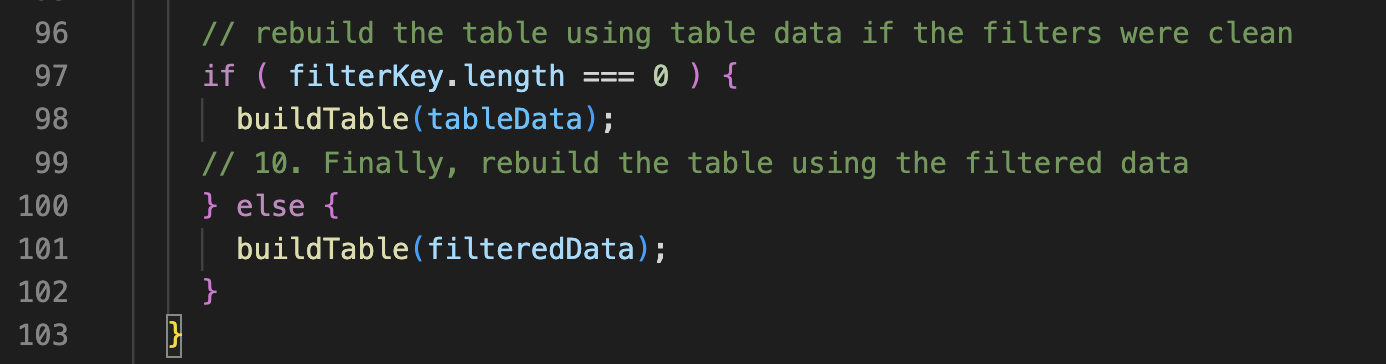 96 // rebuild the table using table data if the filters were clean
97 if ( filterKey.length === 0 ) {
98 buildTable(tableData);
99 // 10. Finally, rebuild the table using the filtered data
100 } else {
101 buildTable(filteredData);
102 }
103 }